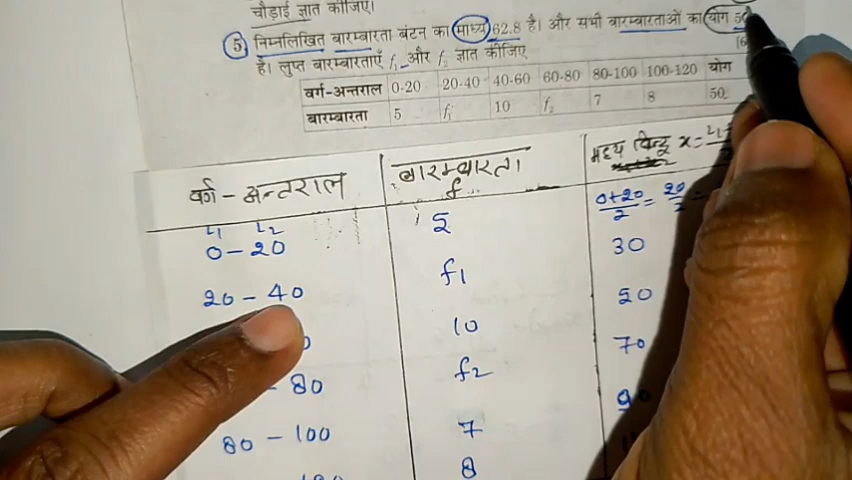 चौड़ाई ज्ञात कीजिए।
5 निम्नलिखित बारम्बारता बंटन का माध्य 62.8 है। और सभी बारम्बारताओं का योग 50
है। लुप्त बारम्बारताएँ f₁ और f₂ ज्ञात कीजिए
वर्ग-अन्तराल 0-20 20-40 40-60 60-80 80-100 100-120 योग
बारम्बारता 5 f₁ 10 f₂ 7 8 50
वर्ग - अन्तराल बारम्बारता f मध्य बिन्दु x =
L₁ L₂
0 - 20 5 0+20/2 = 20/2 =
20 - 40 f1 30
10 50
- 80 f2 70
80 - 100 7 90
8